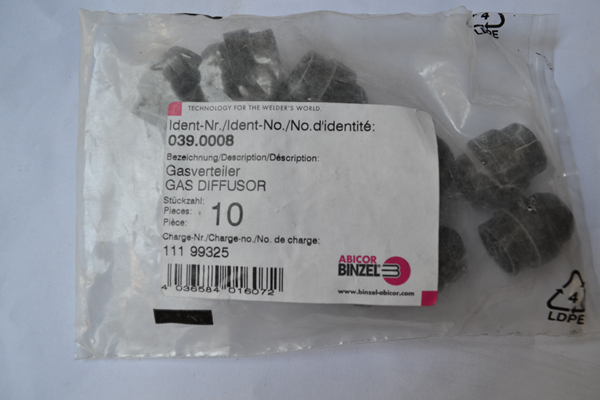 4
LDPE
TECHNOLOGY FOR THE WELDER'S WORLD.
Ident-Nr./Ident-No./No.d'identité:
039.0008
Bezeichnung/Description/Déscription:
Gasverteiler
GAS DIFFUSOR
Stückzahl:
Pieces: 10
Pièce:
Charge-Nr./Charge-no./No. de charge:
111 99325
4 036584 016072
ABICOR
BINZEL
www.binzel-abicor.com
4
LDPE